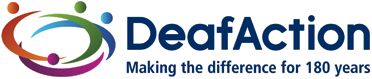 DeafAction
Making the difference for 180 years